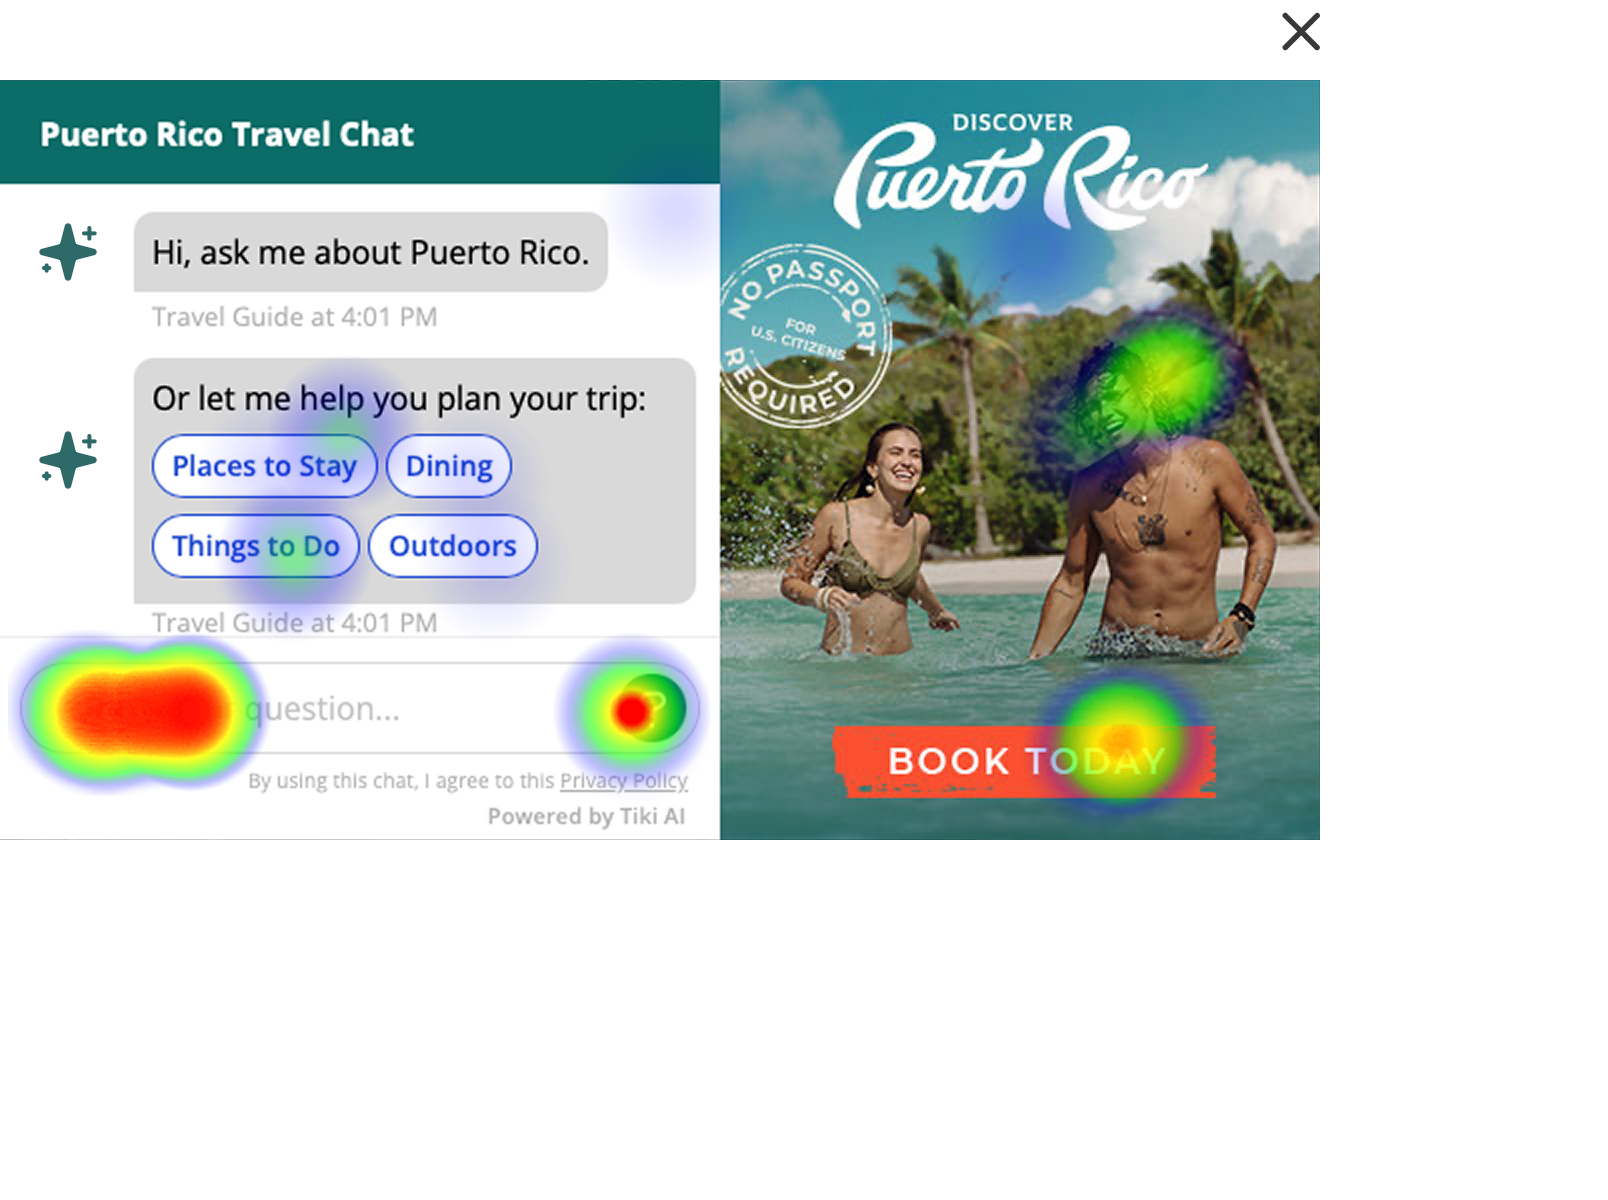 Puerto Rico Travel Chat
Hi, ask me about Puerto Rico.
Travel Guide at 4:01 PM
Or let me help you plan your trip:
Places to Stay Dining
Things to Do Outdoors
Travel Guide at 4:01 PM
question...
?
By using this chat, I agree to this Privacy Policy
Powered by Tiki AI
DISCOVER
Puerto Rico
NO PASSPORT
FOR
U.S. CITIZENS
REQUIRED
BOOK TODAY